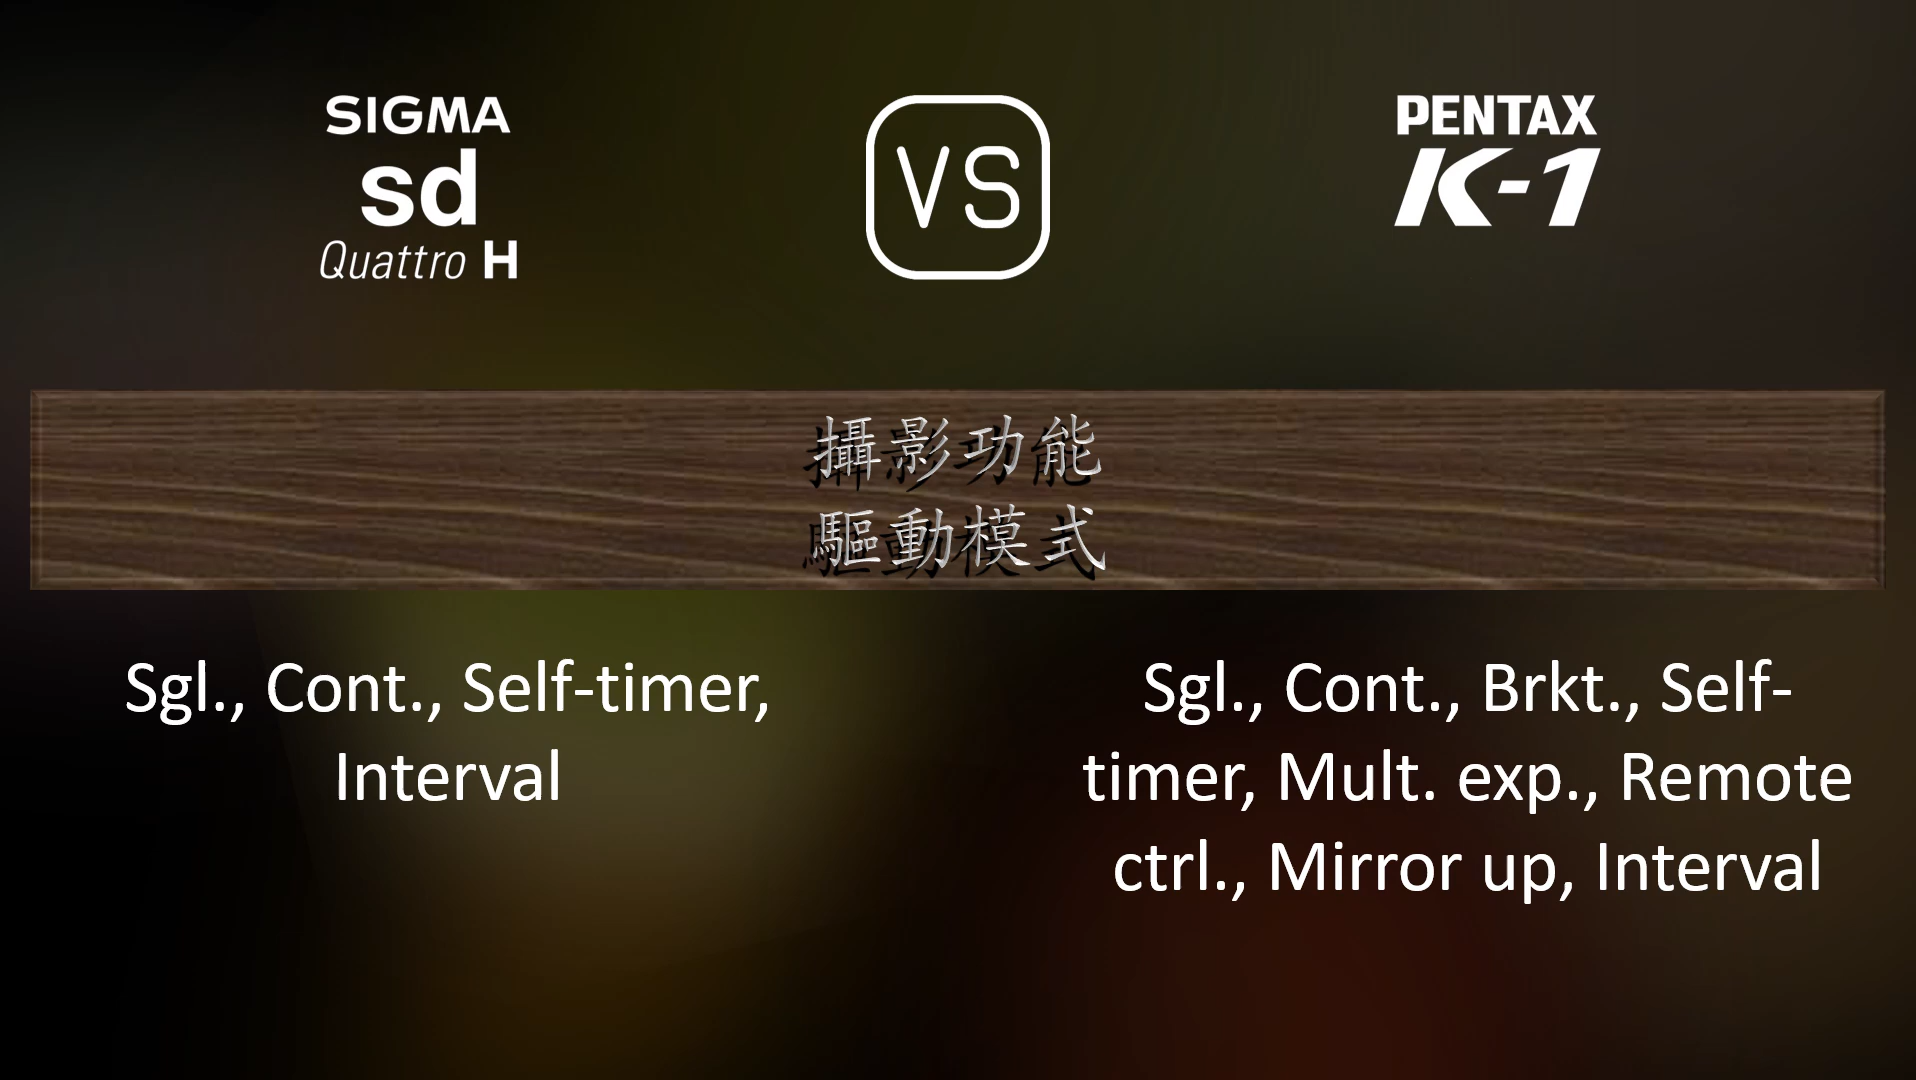 SIGMA
sd
Quattro H
VS
PENTAX
K-1
攝影功能
驅動模式
Sgl., Cont., Self-timer,
Interval
Sgl., Cont., Brkt., Self-
timer, Mult. exp., Remote
ctrl., Mirror up, Interval